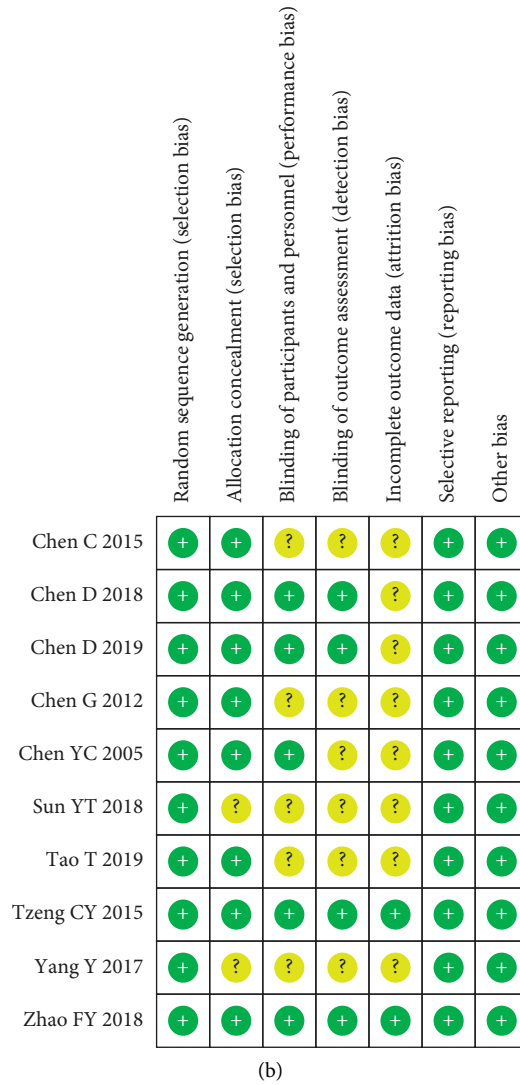 Random sequence generation (selection bias)
Allocation concealment (selection bias)
Blinding of participants and personnel (performance bias)
Blinding of outcome assessment (detection bias)
Incomplete outcome data (attrition bias)
Selective reporting (reporting bias)
Other bias
Chen C 2015 + + ? ? ? + +
Chen D 2018 + + + + ? + +
Chen D 2019 + + + + ? + +
Chen G 2012 + + ? ? ? + +
Chen YC 2005 + + + ? ? + +
Sun YT 2018 + ? ? ? ? + +
Tao T 2019 + + ? ? ? + +
Tzeng CY 2015 + + + + + + +
Yang Y 2017 + ? ? ? ? + +
Zhao FY 2018 + + + + + + +
(b)